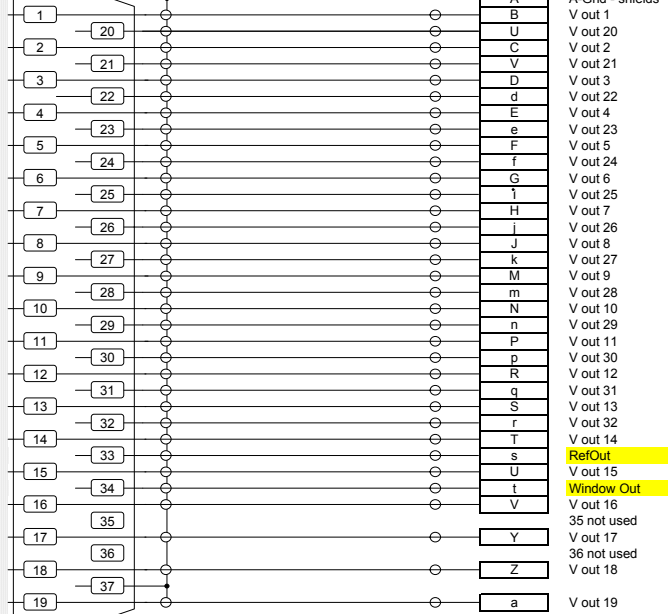 A A-Gnd - shields
1 B V out 1
20 U V out 20
2 C V out 2
21 V V out 21
3 D V out 3
22 d V out 22
4 E V out 4
23 e V out 23
5 F V out 5
24 f V out 24
6 G V out 6
25 i V out 25
7 H V out 7
26 j V out 26
8 J V out 8
27 k V out 27
9 M V out 9
28 m V out 28
10 N V out 10
29 n V out 29
11 P V out 11
30 p V out 30
12 R V out 12
31 q V out 31
13 S V out 13
32 r V out 32
14 T V out 14
33 s RefOut
15 U V out 15
34 t Window Out
16 V V out 16
35 35 not used
17 Y V out 17
36 36 not used
18 Z V out 18
37
19 a V out 19